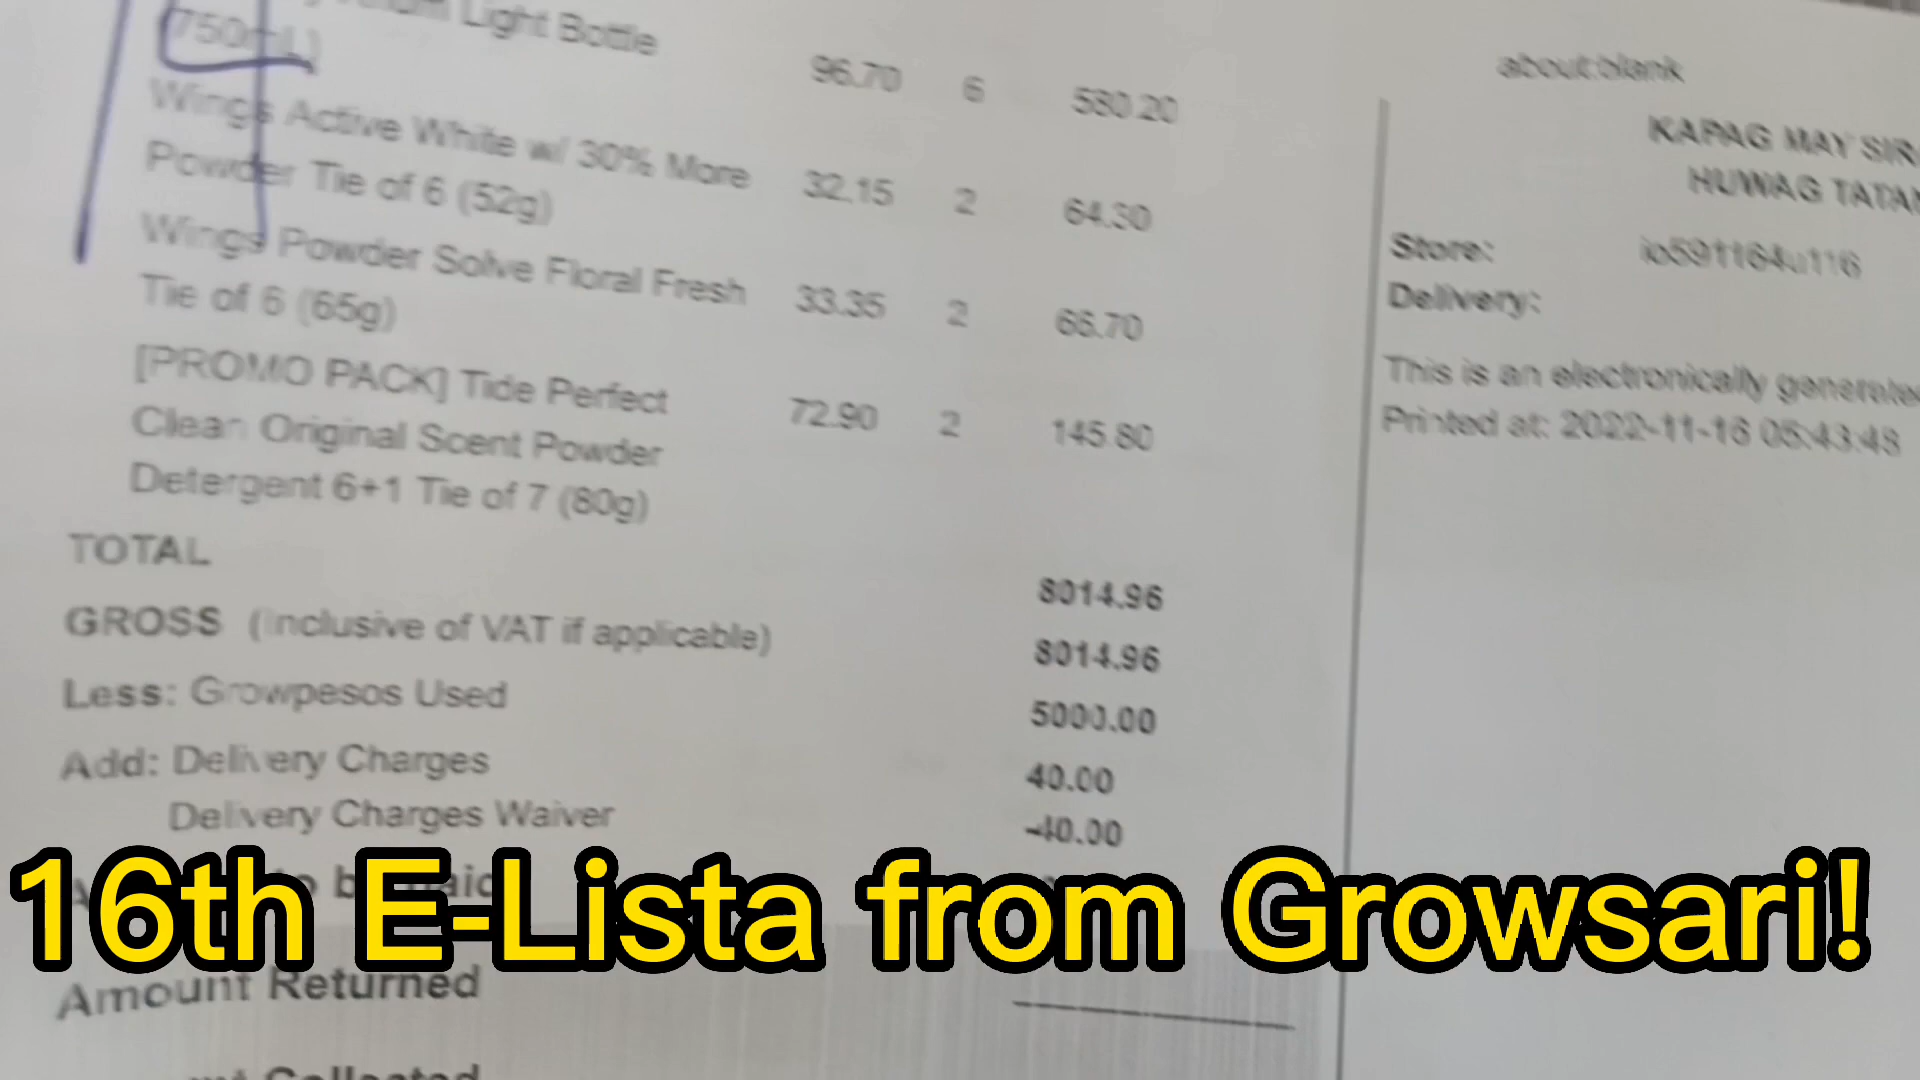 Light Bottle
750mL)
96.70 6 580.20
Wings Active White w/ 30% More
Powder Tie of 6 (52g)
32.15 2 64.30
Wings Powder Solve Floral Fresh
Tie of 6 (65g)
33.35 2 66.70
[PROMO PACK] Tide Perfect
Clean Original Scent Powder
Detergent 6+1 Tie of 7 (80g)
72.90 2 145.80
TOTAL 8014.96
GROSS (Inclusive of VAT if applicable) 8014.96
Less: Growpesos Used 5000.00
Add: Delivery Charges 40.00
Delivery Charges Waiver -40.00
16th E-Lista from Growsari!
Amount Returned
Collected
about:blank
KAPAG MAY
HUWAG
Store: io591164u116
Delivery:
This is an electronically
Printed at: 2022-11-16 05:43:48